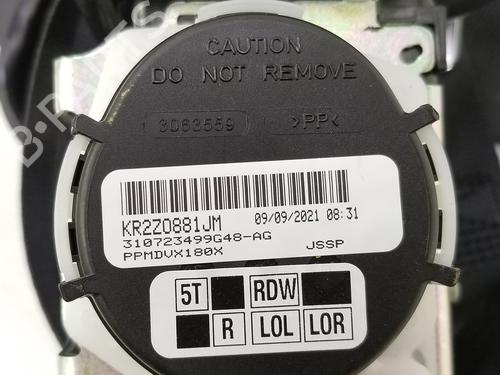 CAUTION
DO NOT REMOVE
3063559 >PP<
KR2Z0881JM 09/09/2021 08:31
310723499G48-AG JSSP
PPMDVX180X
5T RDW
R LOL LOR